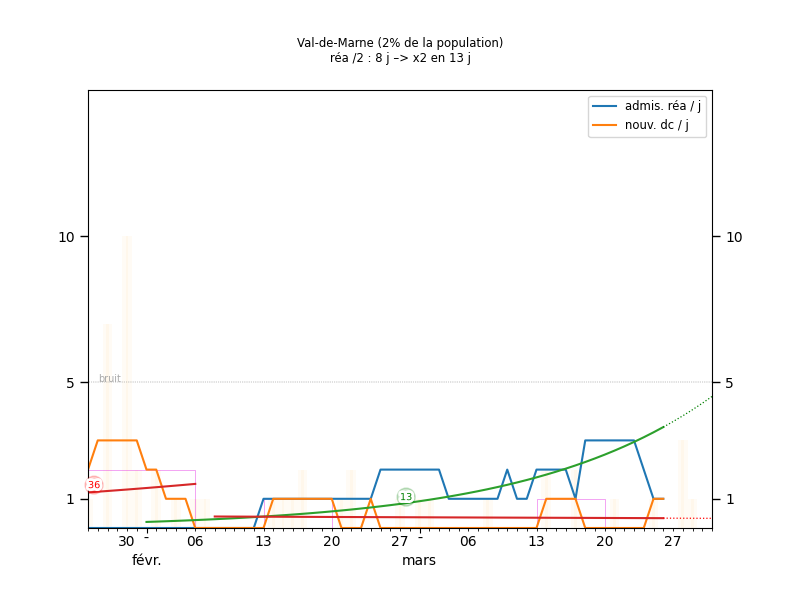 Val-de-Marne (2% de la population)
réa /2 : 8 j –> x2 en 13 j
admis. réa / j
nouv. dc / j
10 10
bruit
5 5
36
13
1 1
30 - 06 13 20 27 - 06 13 20 27
févr. mars